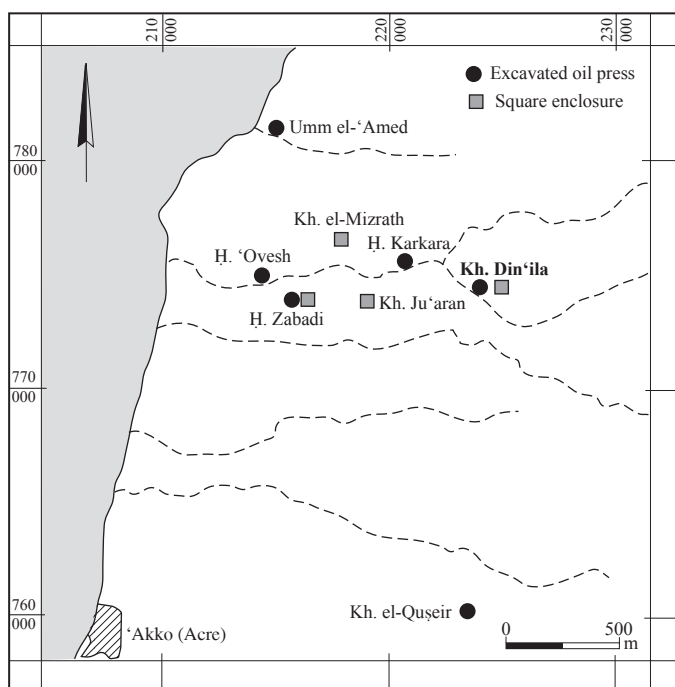 210
000
220
000
230
000
Excavated oil press
Square enclosure
Umm el-‘Amed
780
000
Kh. el-Mizrath
Ḥ. ‘Ovesh
Ḥ. Karkara
Kh. Din‘ila
Kh. Ju‘aran
Ḥ. Zabadi
770
000
760
000
Kh. el-Quṣeir
0
500
m
‘Akko (Acre)